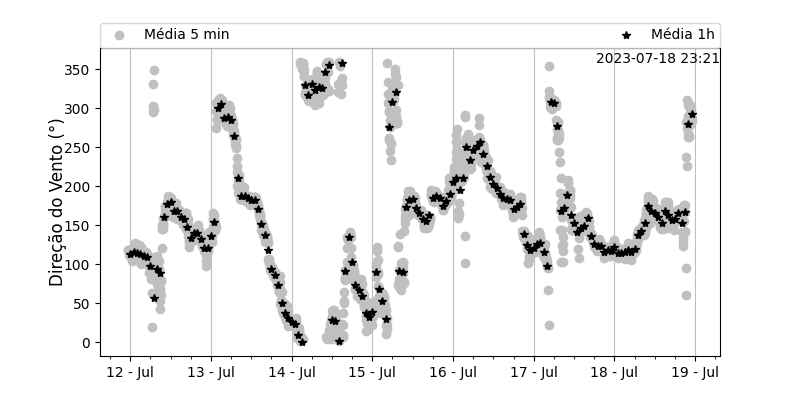 Média 5 min
Média 1h
2023-07-18 23:21
Direção do Vento (°)
350
300
250
200
150
100
50
0
12 - Jul
13 - Jul
14 - Jul
15 - Jul
16 - Jul
17 - Jul
18 - Jul
19 - Jul